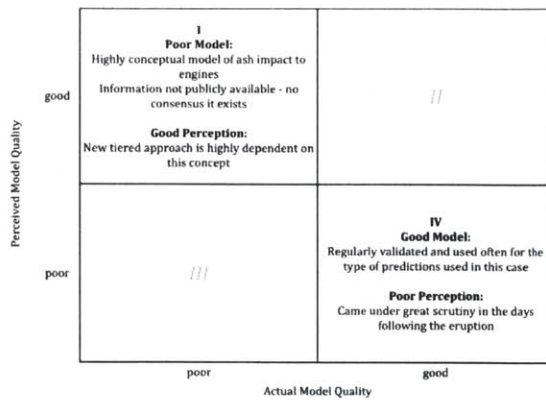 I
Poor Model:
Highly conceptual model of ash impact to
engines
Information not publicly available - no
consensus it exists
Good Perception:
New tiered approach is highly dependent on
this concept
II
good
Perceived Model Quality
poor
III
IV
Good Model:
Regularly validated and used often for the
type of predictions used in this case
Poor Perception:
Came under great scrutiny in the days
following the eruption
poor
good
Actual Model Quality